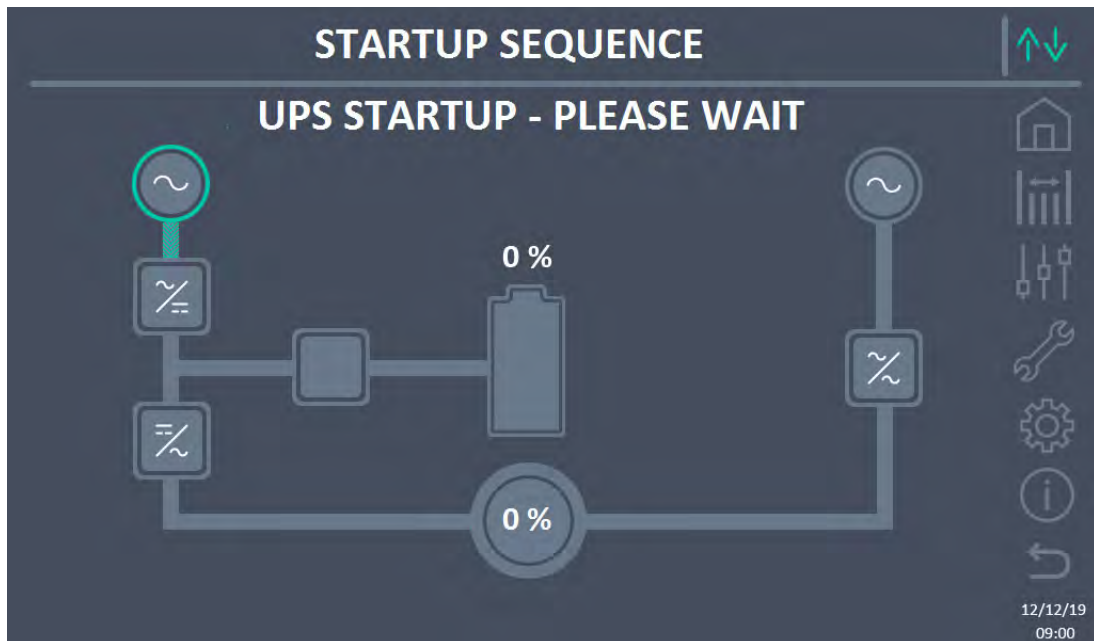 STARTUP SEQUENCE
UPS STARTUP - PLEASE WAIT
0 %
0 %
12/12/19
09:00